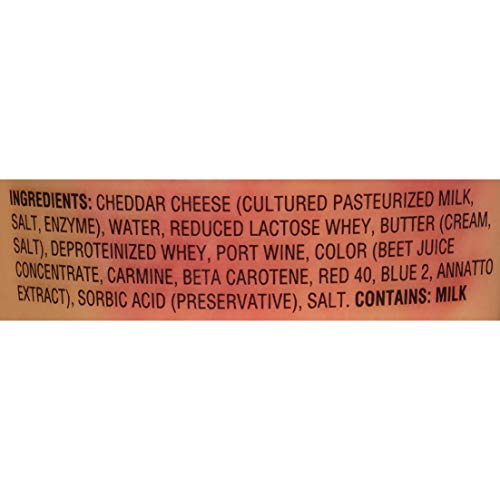 INGREDIENTS: CHEDDAR CHEESE (CULTURED PASTEURIZED MILK,
SALT, ENZYME), WATER, REDUCED LACTOSE WHEY, BUTTER (CREAM,
SALT), DEPROTEINIZED WHEY, PORT WINE, COLOR (BEET JUICE
CONCENTRATE, CARMINE, BETA CAROTENE, RED 40, BLUE 2, ANNATTO
EXTRACT), SORBIC ACID (PRESERVATIVE), SALT. CONTAINS: MILK